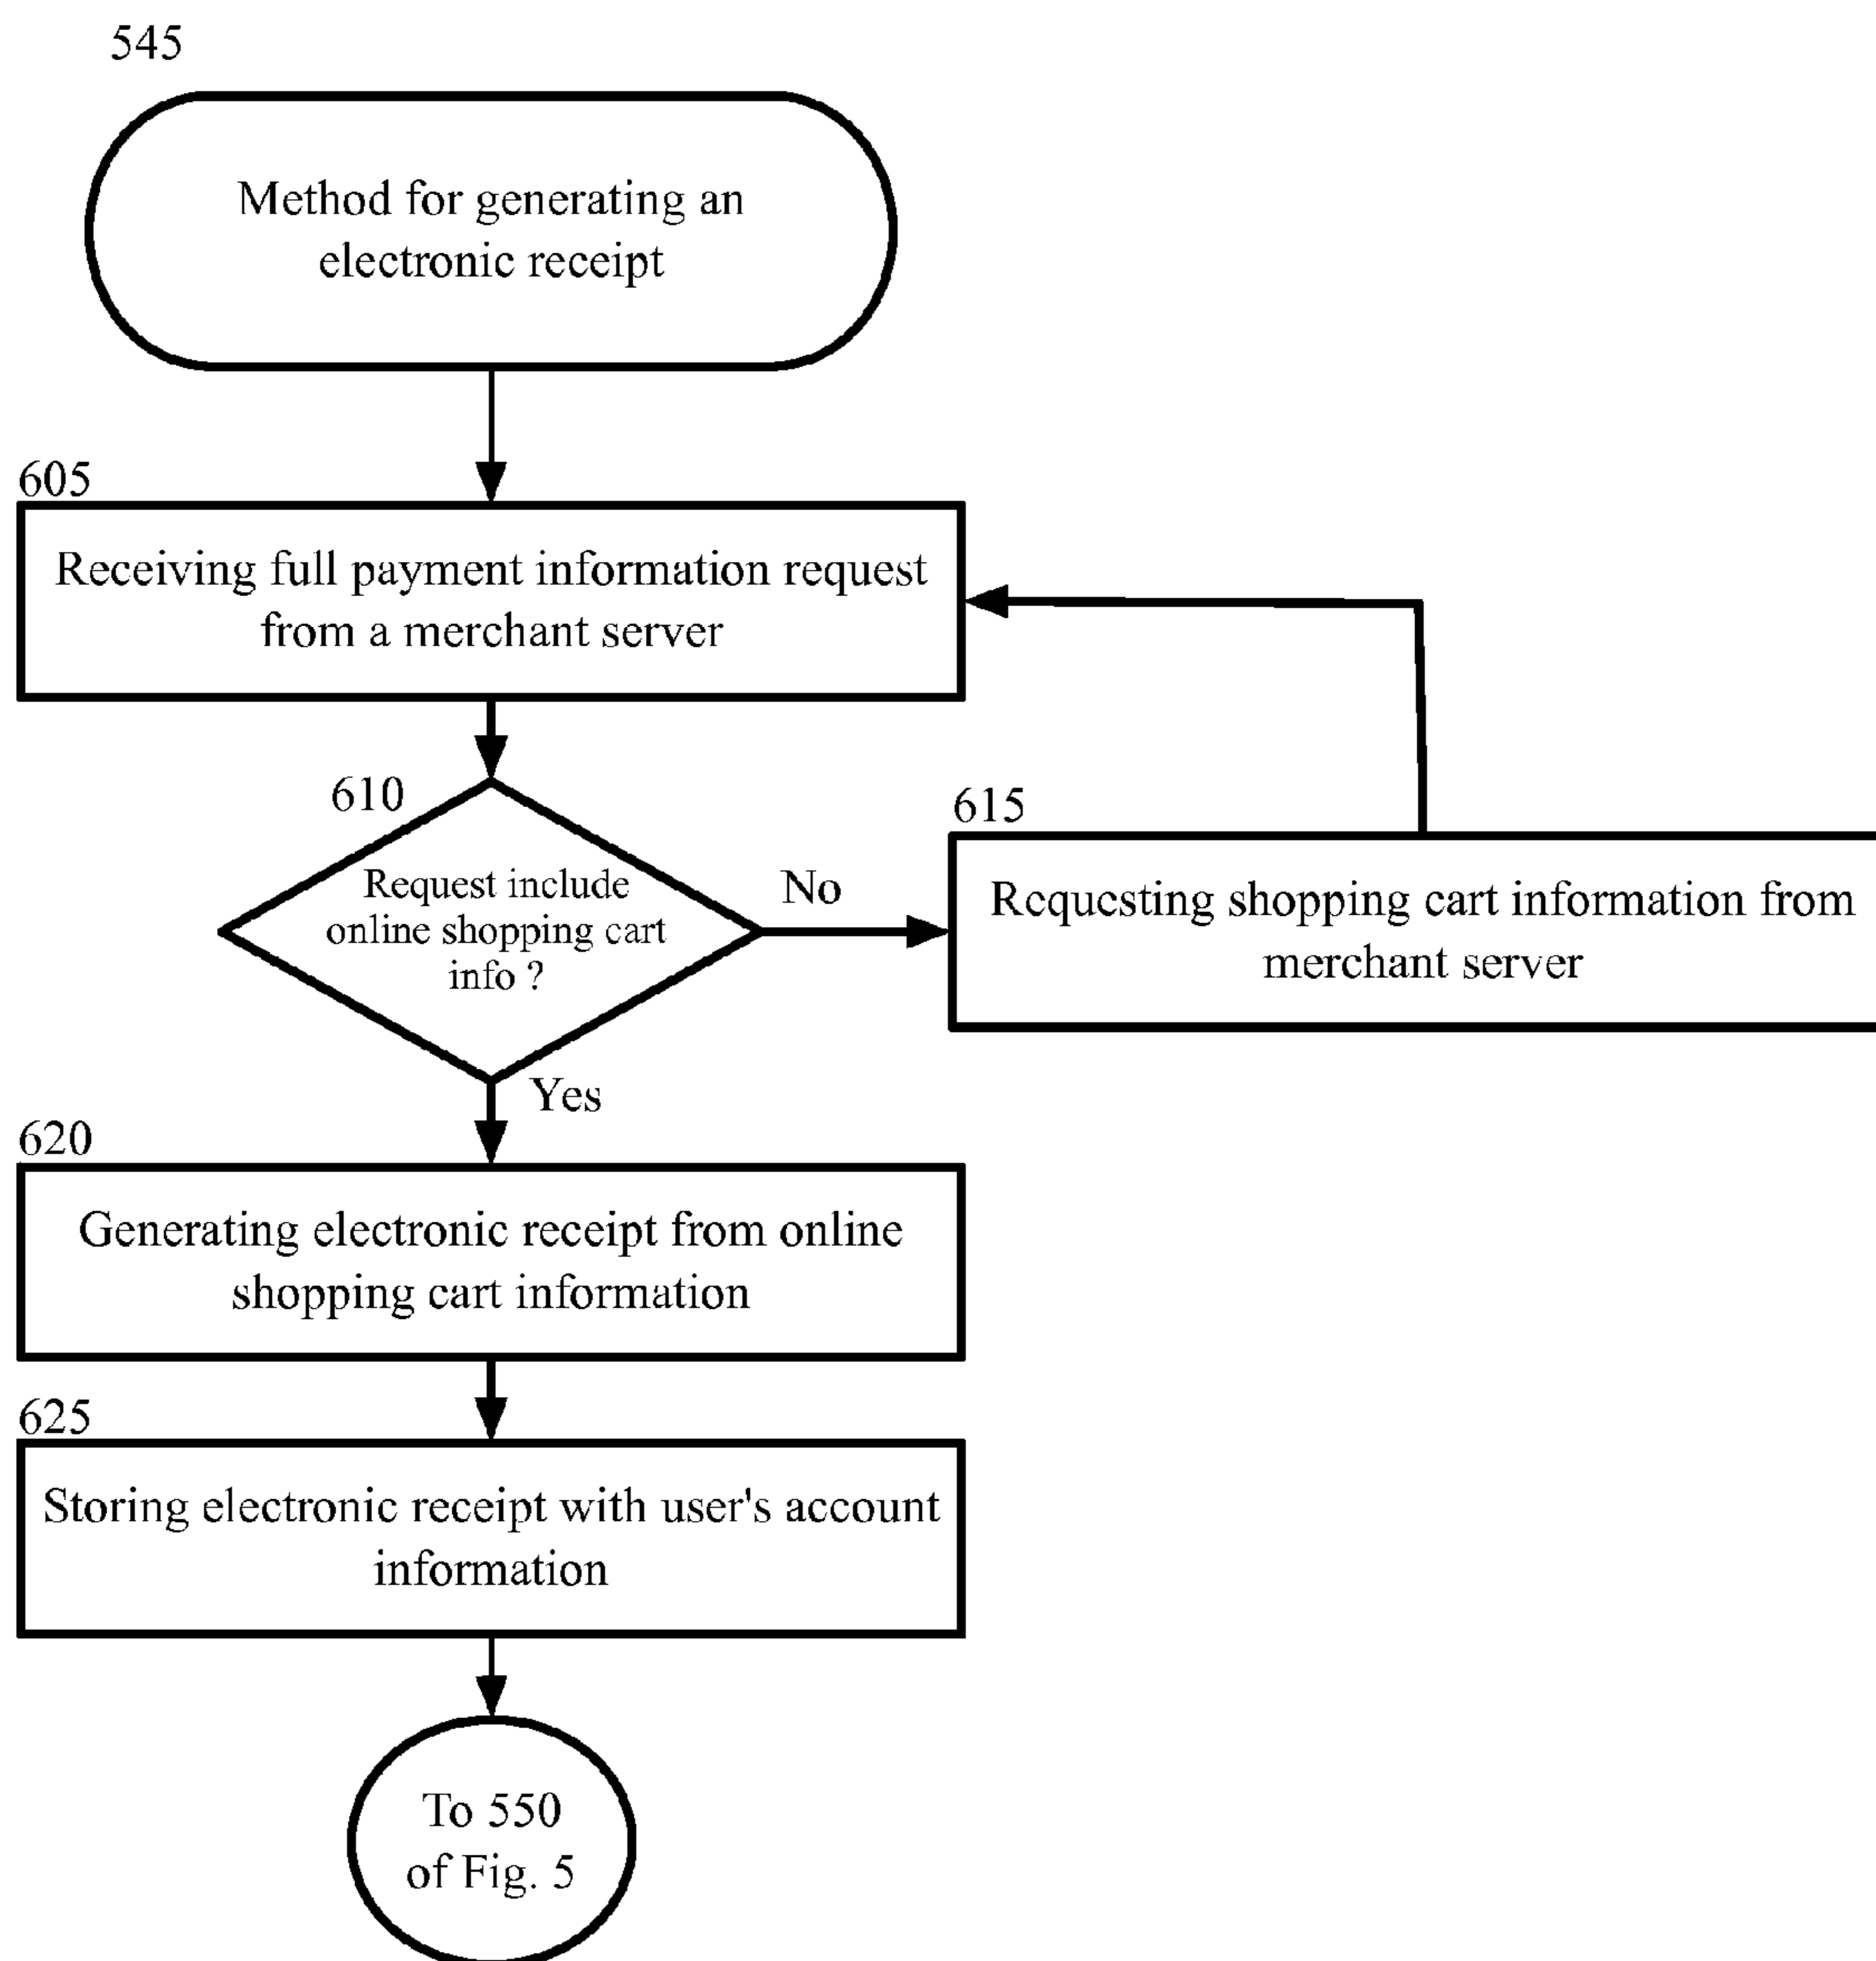 545
Method for generating an
electronic receipt
605
Receiving full payment information request
from a merchant server
610
Request include
online shopping cart
info ?
No
615
Requesting shopping cart information from
merchant server
Yes
620
Generating electronic receipt from online
shopping cart information
625
Storing electronic receipt with user's account
information
To 550
of Fig. 5